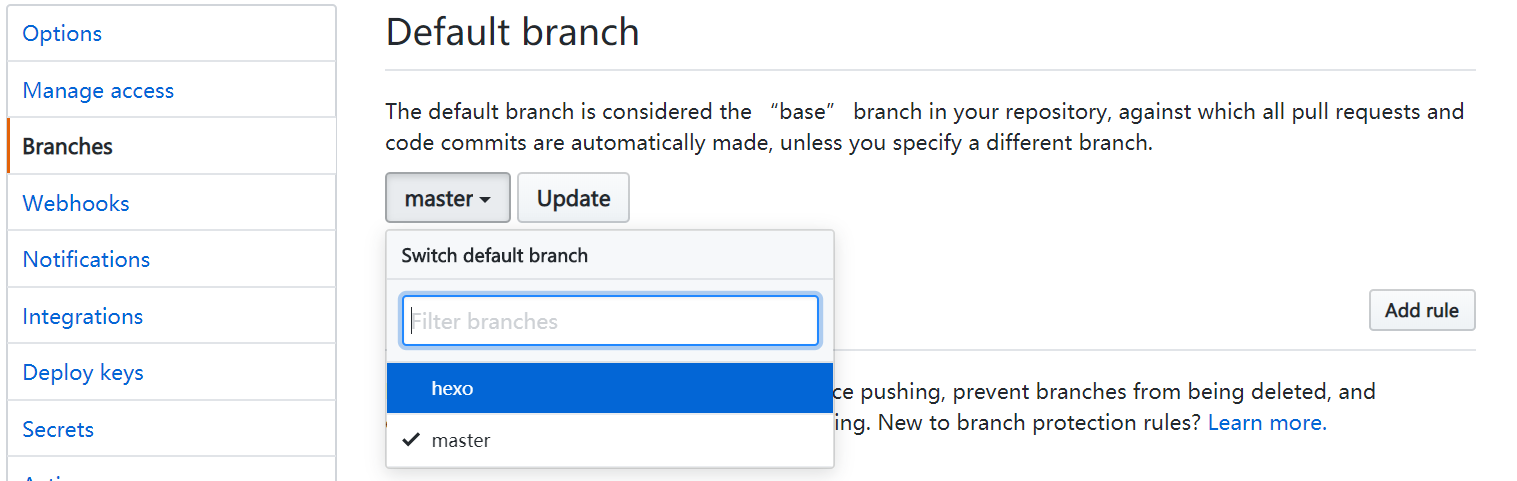 Options
Manage access
Branches
Webhooks
Notifications
Integrations
Deploy keys
Secrets
Default branch
The default branch is considered the “base” branch in your repository, against which all pull requests and
code commits are automatically made, unless you specify a different branch.
master
Update
Switch default branch
Filter branches
hexo
master
Add rule
ce pushing, prevent branches from being deleted, and
ing. New to branch protection rules? Learn more.